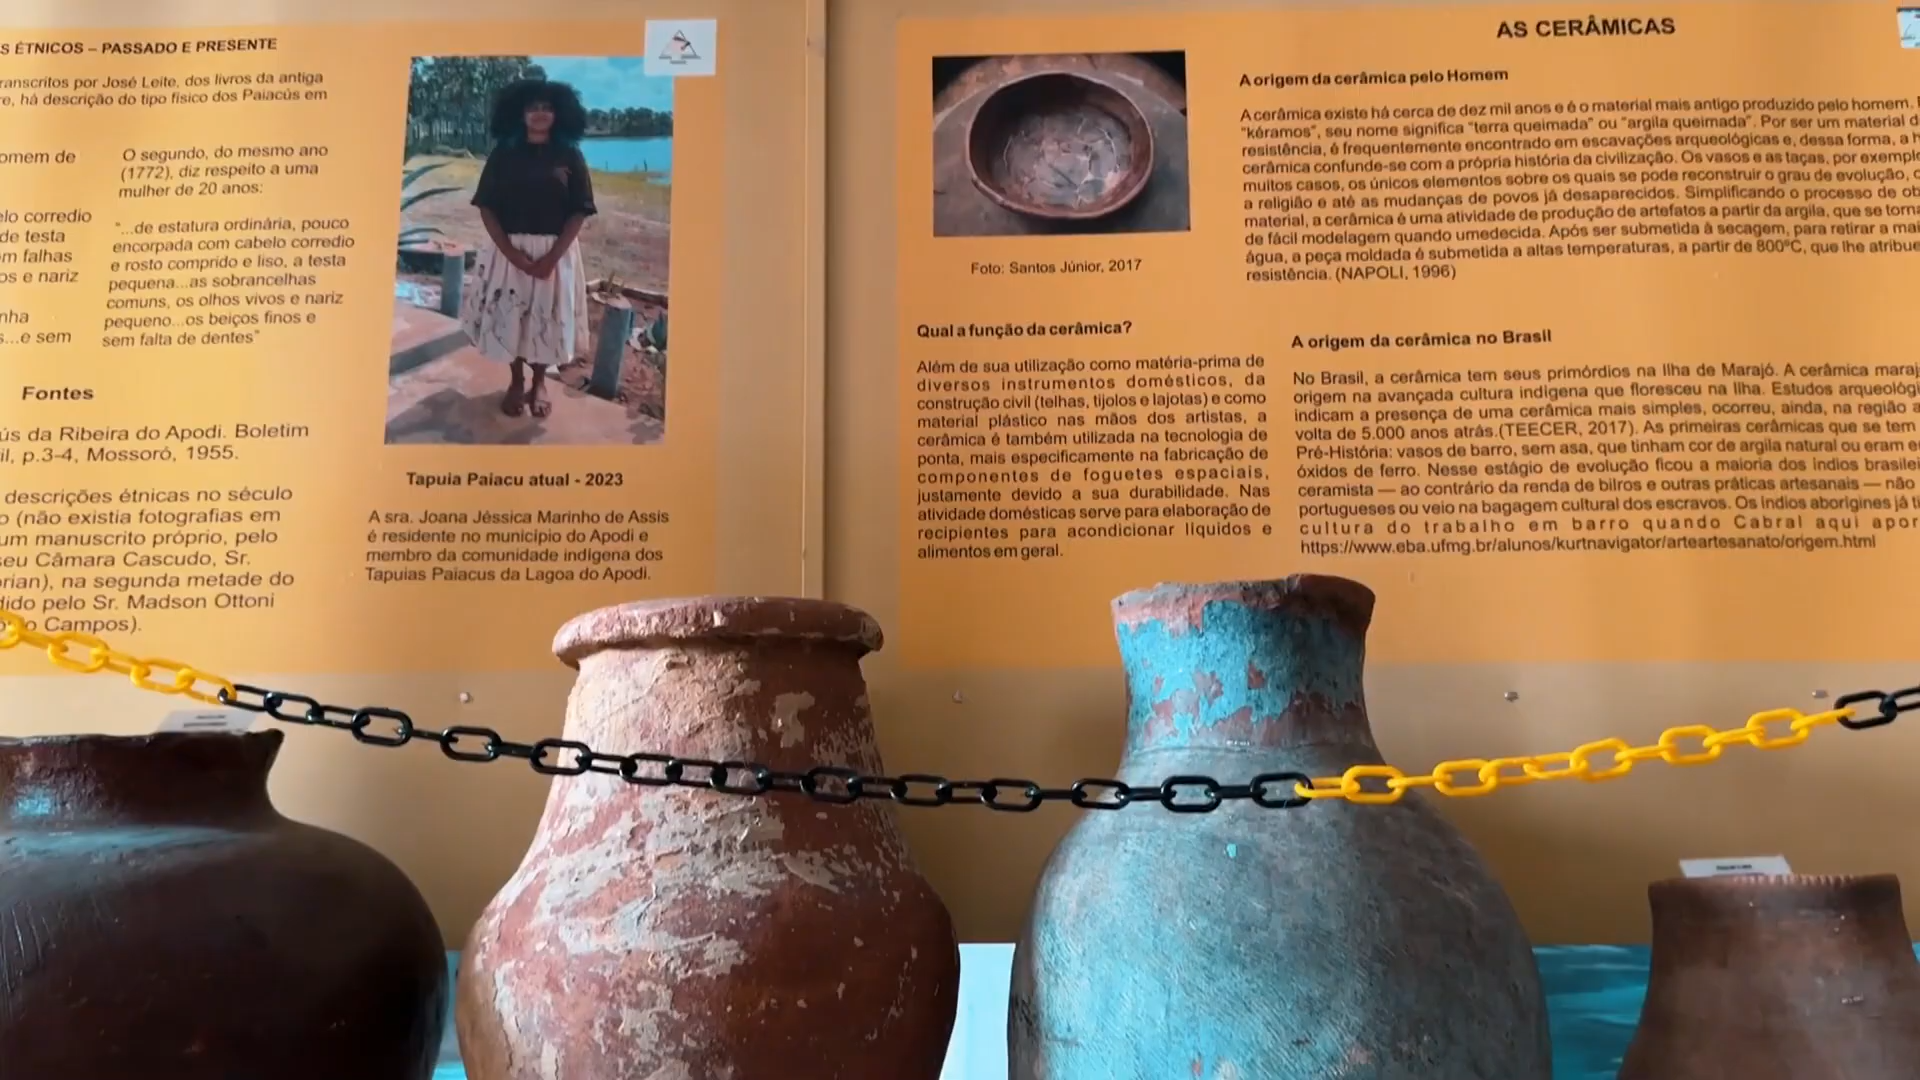 S ÉTNICOS – PASSADO E PRESENTE
ranscritos por José Leite, dos livros da antiga
re, há descrição do tipo físico dos Paiacús em
omem de
elo corredio
de testa
m falhas
os e nariz
nha
s...e sem
O segundo, do mesmo ano
(1772), diz respeito a uma
mulher de 20 anos:
“...de estatura ordinária, pouco
encorpada com cabelo corredio
e rosto comprido e liso, a testa
pequena...as sobrancelhas
comuns, os olhos vivos e nariz
pequeno...os beiços finos e
sem falta de dentes”
Fontes
ús da Ribeira do Apodi. Boletim
il, p.3-4, Mossoró, 1955.
descrições étnicas no século
o (não existia fotografias em
um manuscrito próprio, pelo
seu Câmara Cascudo, Sr.
rian), na segunda metade do
dido pelo Sr. Madson Ottoni
o Campos).
Tapuia Paiacu atual - 2023
A sra. Joana Jéssica Marinho de Assis
é residente no município do Apodi e
membro da comunidade indígena dos
Tapuias Paiacus da Lagoa do Apodi.
AS CERÂMICAS
Foto: Santos Júnior, 2017
A origem da cerâmica pelo Homem
A cerâmica existe há cerca de dez mil anos e é o material mais antigo produzido pelo homem.
“kéramos”, seu nome significa “terra queimada” ou “argila queimada”. Por ser um material d
resistência, é frequentemente encontrado em escavações arqueológicas e, dessa forma, a h
cerâmica confunde-se com a própria história da civilização. Os vasos e as taças, por exemplo
muitos casos, os únicos elementos sobre os quais se pode reconstruir o grau de evolução, o
a religião e até as mudanças de povos já desaparecidos. Simplificando o processo de ob
material, a cerâmica é uma atividade de produção de artefatos a partir da argila, que se torna
de fácil modelagem quando umedecida. Após ser submetida à secagem, para retirar a mai
água, a peça moldada é submetida a altas temperaturas, a partir de 800ºC, que lhe atribue
resistência. (NAPOLI, 1996)
Qual a função da cerâmica?
Além de sua utilização como matéria-prima de
diversos instrumentos domésticos, da
construção civil (telhas, tijolos e lajotas) e como
material plástico nas mãos dos artistas, a
cerâmica é também utilizada na tecnologia de
ponta, mais especificamente na fabricação de
componentes de foguetes espaciais,
justamente devido a sua durabilidade. Nas
atividade domésticas serve para elaboração de
recipientes para acondicionar líquidos e
alimentos em geral.
A origem da cerâmica no Brasil
No Brasil, a cerâmica tem seus primórdios na Ilha de Marajó. A cerâmica maraj
origem na avançada cultura indígena que floresceu na Ilha. Estudos arqueológi
indicam a presença de uma cerâmica mais simples, ocorreu, ainda, na região a
volta de 5.000 anos atrás.(TEECER, 2017). As primeiras cerâmicas que se tem
Pré-História: vasos de barro, sem asa, que tinham cor de argila natural ou eram e
óxidos de ferro. Nesse estágio de evolução ficou a maioria dos índios brasilei
ceramista — ao contrário da renda de bilros e outras práticas artesanais — não
portugueses ou veio na bagagem cultural dos escravos. Os índios aborígines já ti
cultura do trabalho em barro quando Cabral aqui apor
https://www.eba.ufmg.br/alunos/kurtnavigator/arteartesanato/origem.html